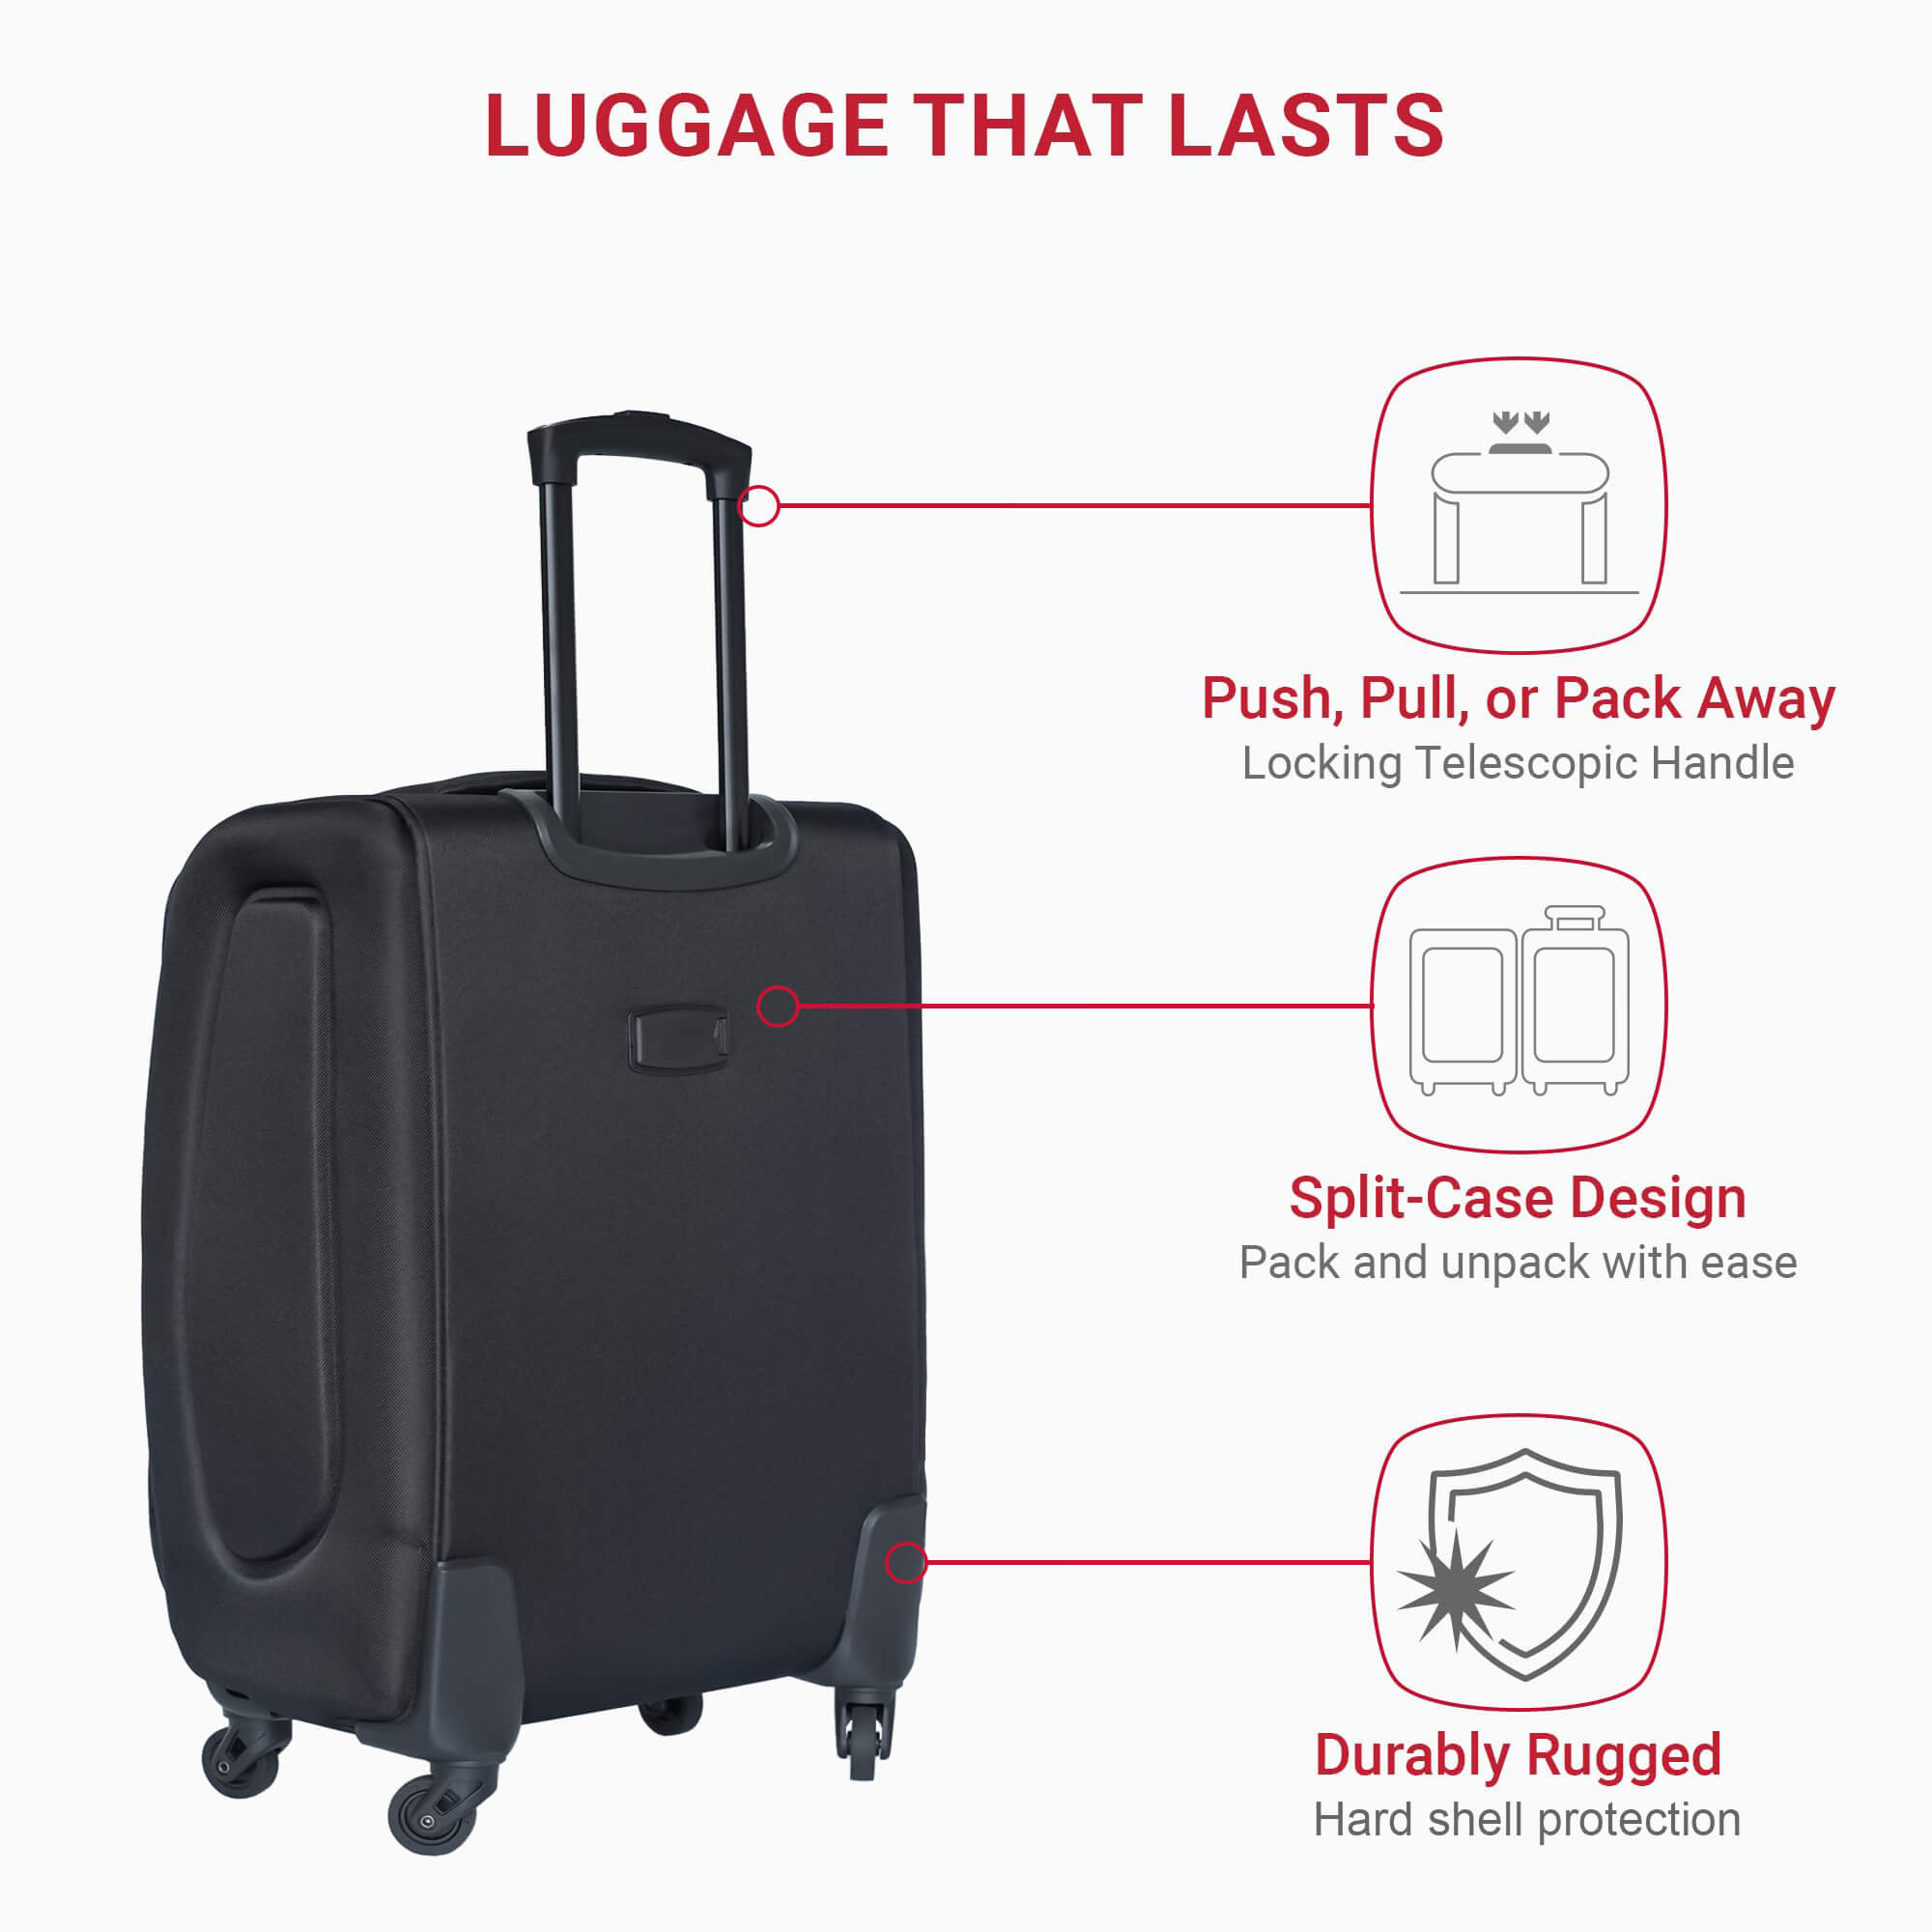 LUGGAGE THAT LASTS
Push, Pull, or Pack Away
Locking Telescopic Handle
Split-Case Design
Pack and unpack with ease
Durably Rugged
Hard shell protection